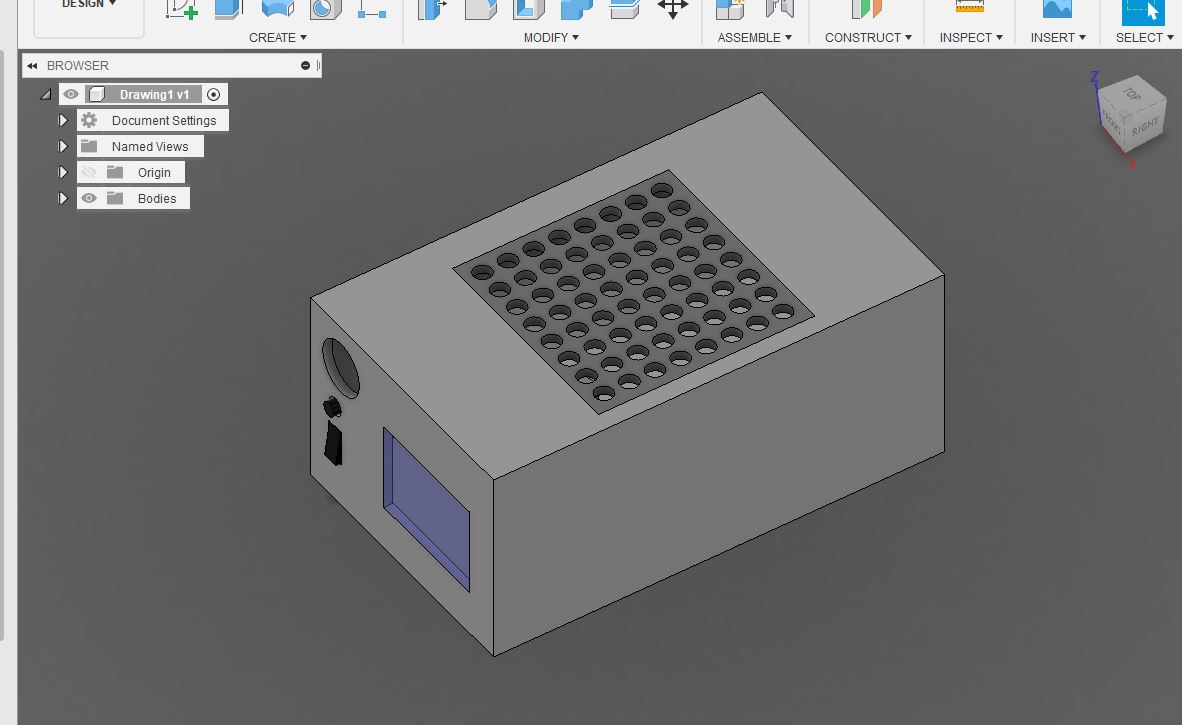 DESIGN
CREATE
MODIFY
ASSEMBLE
CONSTRUCT
INSPECT
INSERT
SELECT
BROWSER
Drawing1 v1
Document Settings
Named Views
Origin
Bodies
Z
TOP
FRONT
RIGHT
X